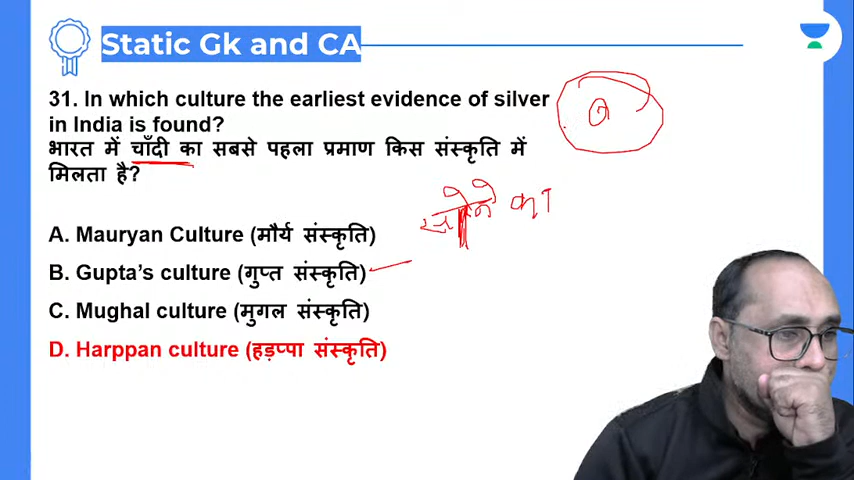 Static Gk and CA
31. In which culture the earliest evidence of silver
in India is found?
भारत में चाँदी का सबसे पहला प्रमाण किस संस्कृति में
मिलता है?
सोने का
A. Mauryan Culture (मौर्य संस्कृति)
B. Gupta's culture (गुप्त संस्कृति)
C. Mughal culture (मुगल संस्कृति)
D. Harppan culture (हड़प्पा संस्कृति)